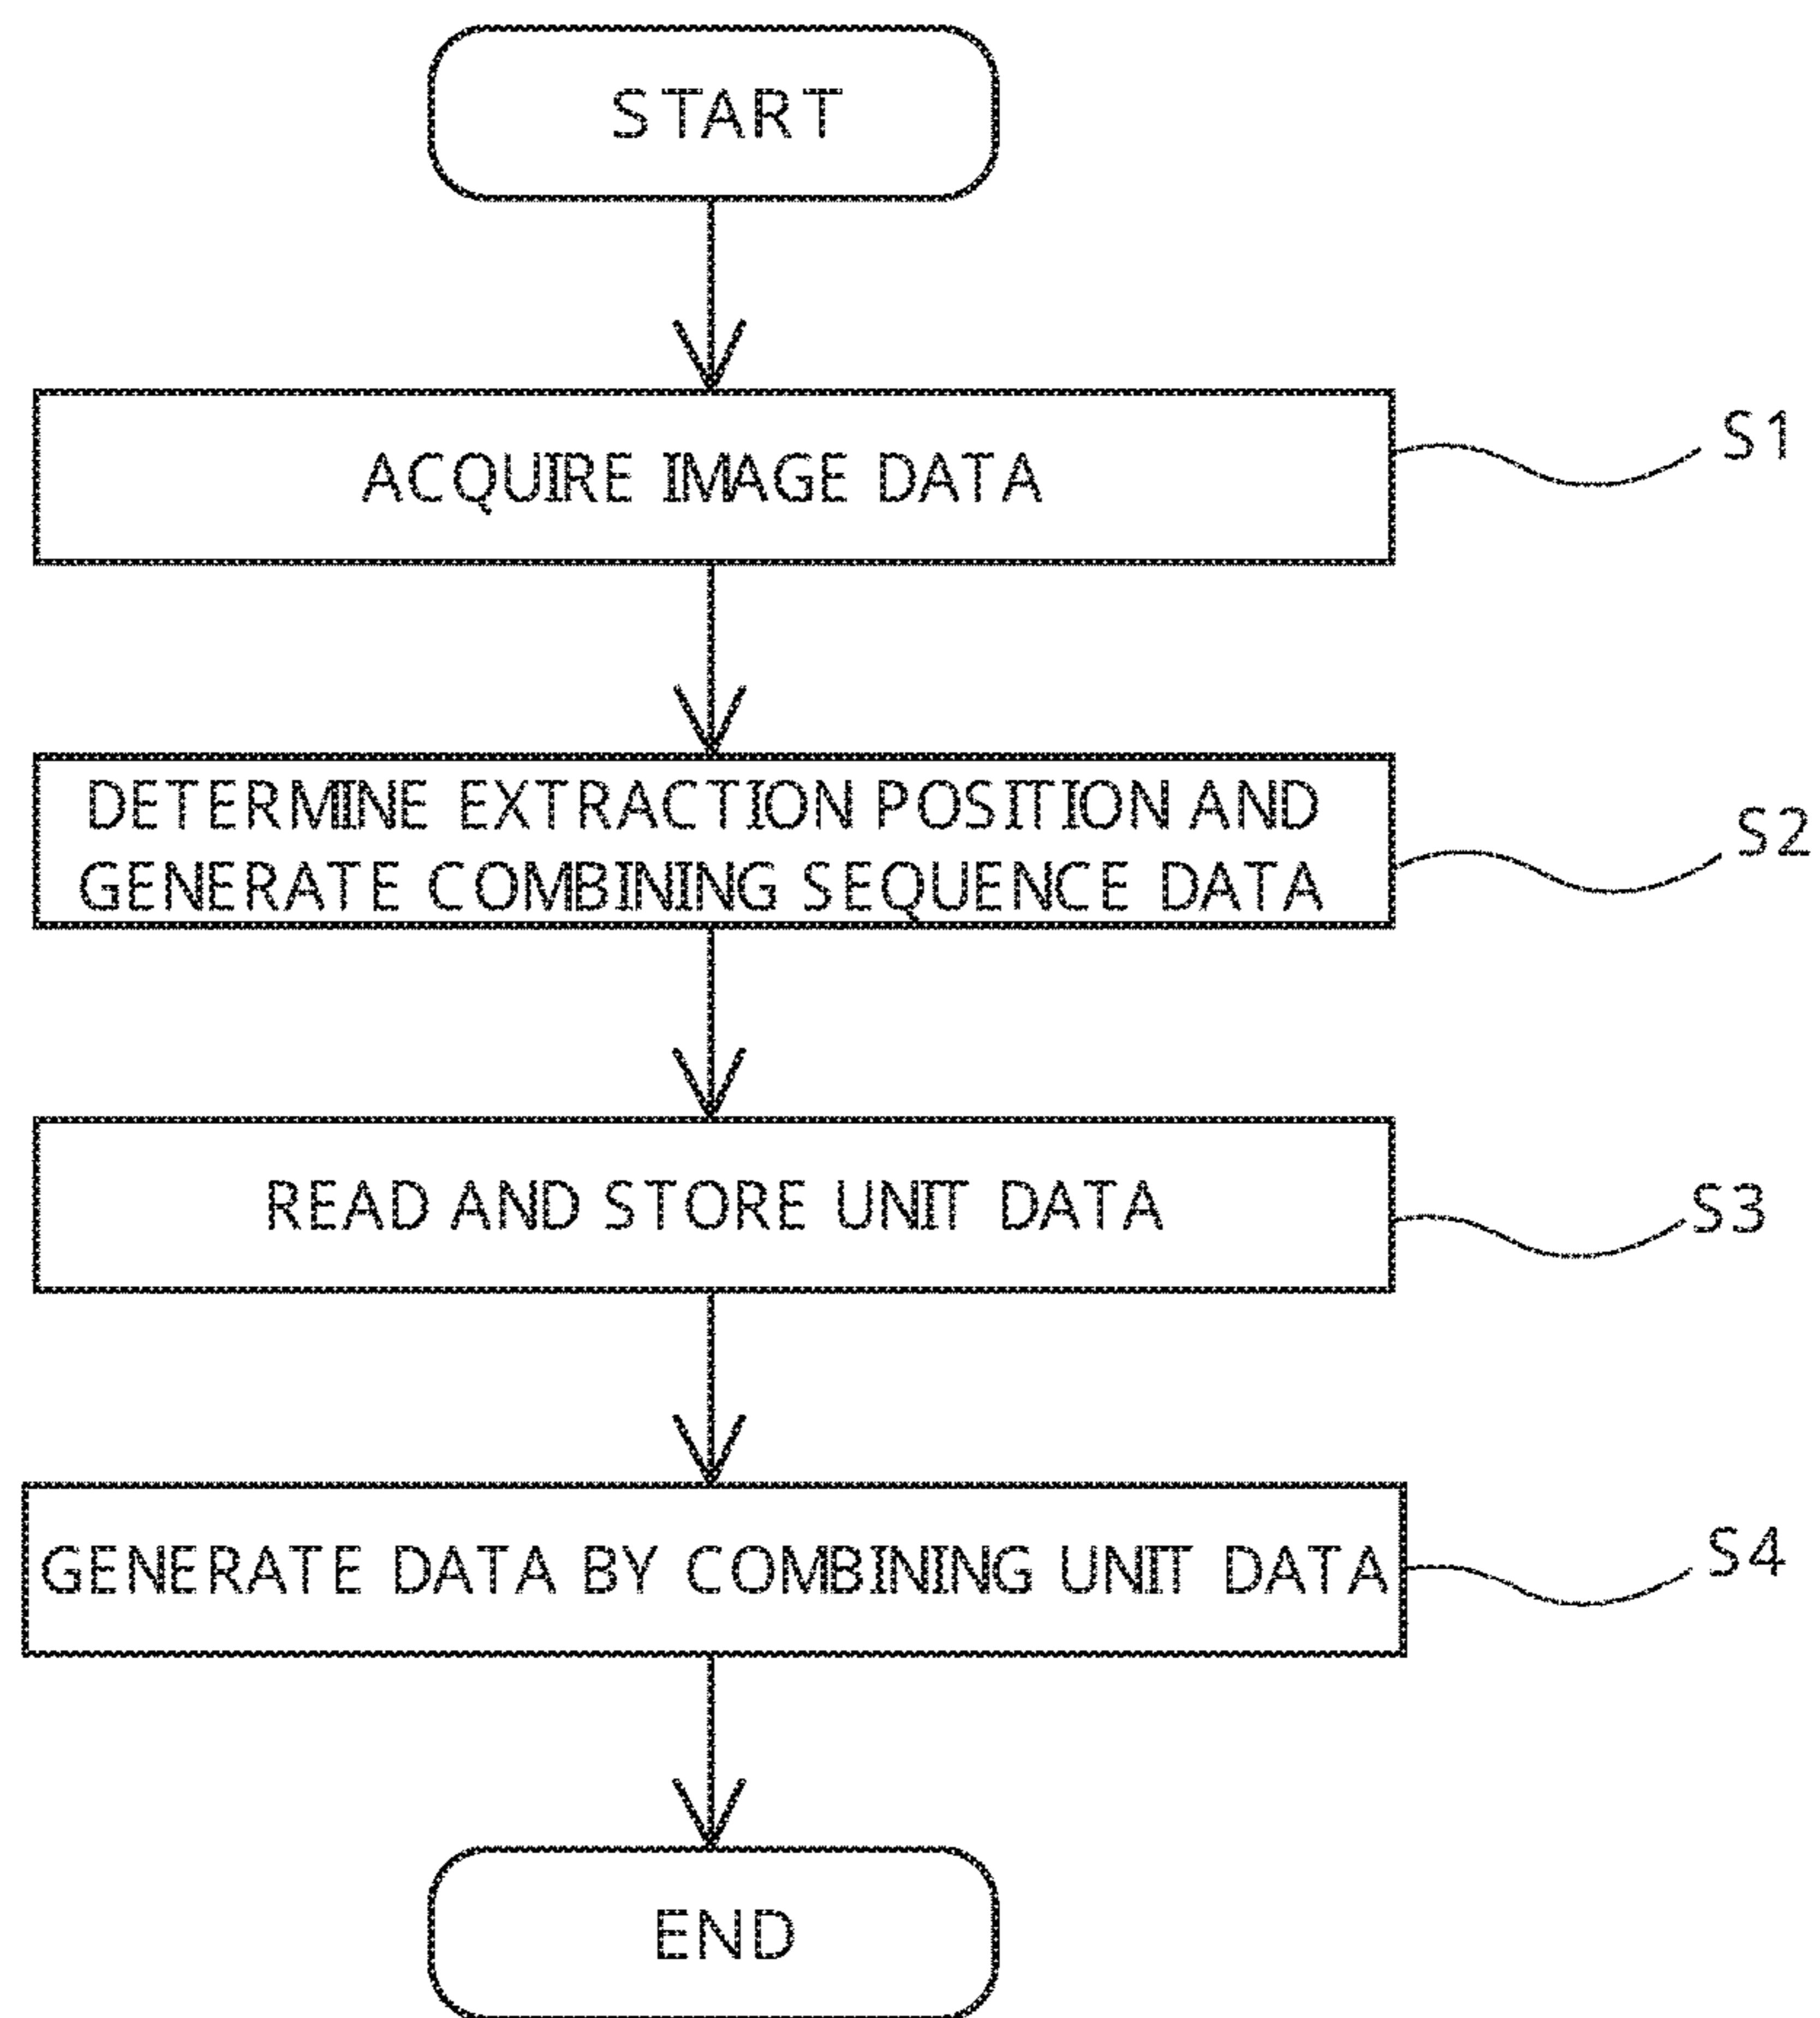 START
ACQUIRE IMAGE DATA
S1
DETERMINE EXTRACTION POSITION AND
GENERATE COMBINING SEQUENCE DATA
S2
READ AND STORE UNIT DATA
S3
GENERATE DATA BY COMBINING UNIT DATA
S4
END